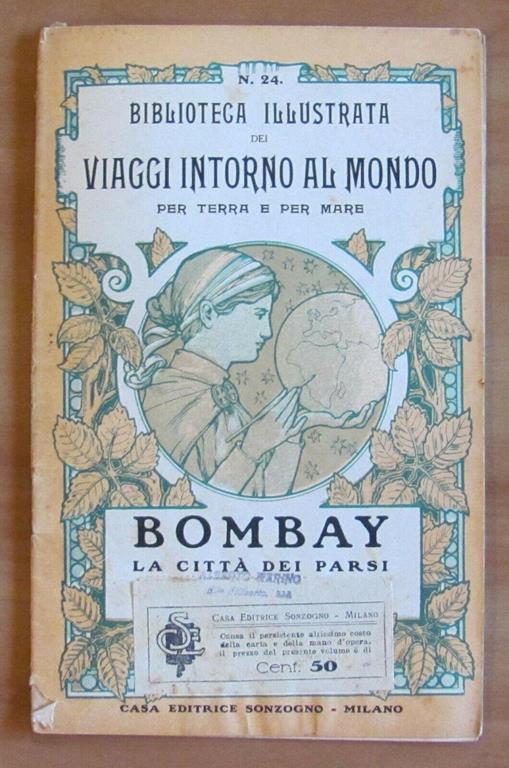 N. 24.
BIBLIOTECA ILLUSTRATA
DEI
VIAGGI INTORNO AL MONDO
PER TERRA E PER MARE
BOMBAY
LA CITTÀ DEI PARSI
MARINO
CASA EDITRICE SONZOGNO - MILANO
Causa il persistente altissimo costo
della carta e della mano d'opera,
il prezzo del presente volume è di
Cent. 50
CASA EDITRICE SONZOGNO - MILANO